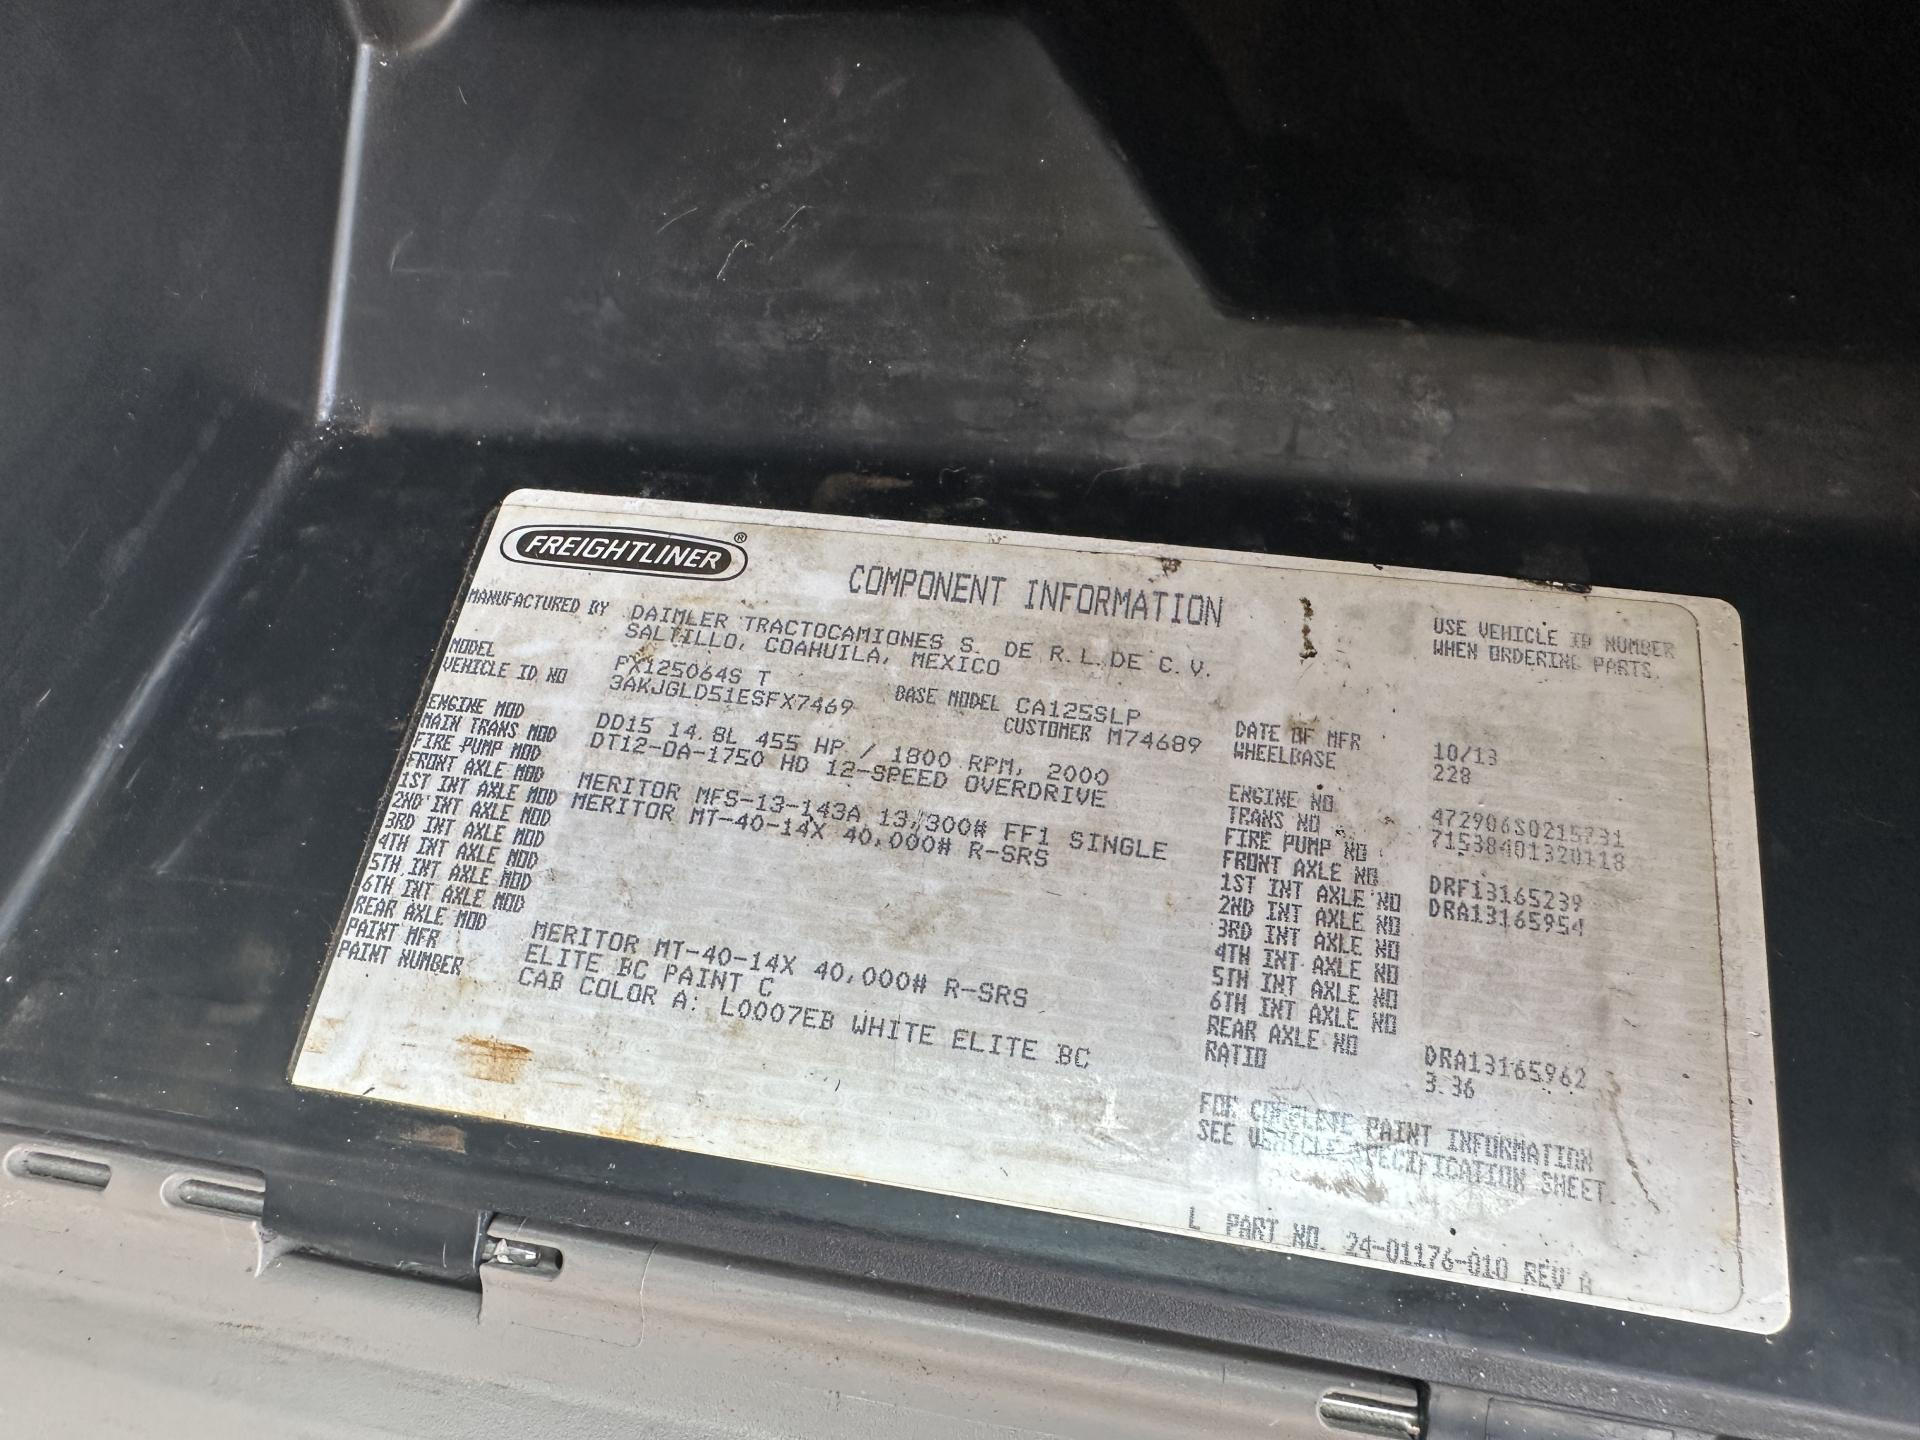 FREIGHTLINER®
COMPONENT INFORMATION
USE VEHICLE ID NUMBER
WHEN ORDERING PARTS.
MANUFACTURED BY DAIMLER TRACTOCAMIONES S. DE R.L.DE C.V.
SALTILLO, COAHUILA, MEXICO
MODEL PX125064S T BASE MODEL CA125SLP
VEHICLE ID NO 3AKJGLD51ESFX7469 CUSTOMER M74689
DATE OF MFR 10/13
WHEELBASE 228
ENGINE MOD DD15 14.8L 455 HP / 1800 RPM, 2000
MAIN TRANS MOD DT12-DA-1750 HD 12-SPEED OVERDRIVE
FIRE PUMP MOD
FRONT AXLE MOD MERITOR MFS-13-143A 13,300# FF1 SINGLE
1ST INT AXLE MOD MERITOR MT-40-14X 40,000# R-SRS
2ND INT AXLE MOD
3RD INT AXLE MOD
4TH INT AXLE MOD
5TH INT AXLE MOD
6TH INT AXLE MOD
REAR AXLE MOD MERITOR MT-40-14X 40,000# R-SRS
PAINT MFR ELITE BC PAINT C
PAINT NUMBER CAB COLOR A: L0007EB WHITE ELITE BC
ENGINE NO 472906S0215731
TRANS NO 71538401320118
FIRE PUMP NO
FRONT AXLE NO DRF13165239
1ST INT AXLE NO DRA13165954
2ND INT AXLE NO
3RD INT AXLE NO
4TH INT AXLE NO
5TH INT AXLE NO
6TH INT AXLE NO
REAR AXLE NO DRA13165962
RATIO 3.36
FOR COMPLETE PAINT INFORMATION
SEE VEHICLE SPECIFICATION SHEET.
L PART NO. 24-01176-010 REV A